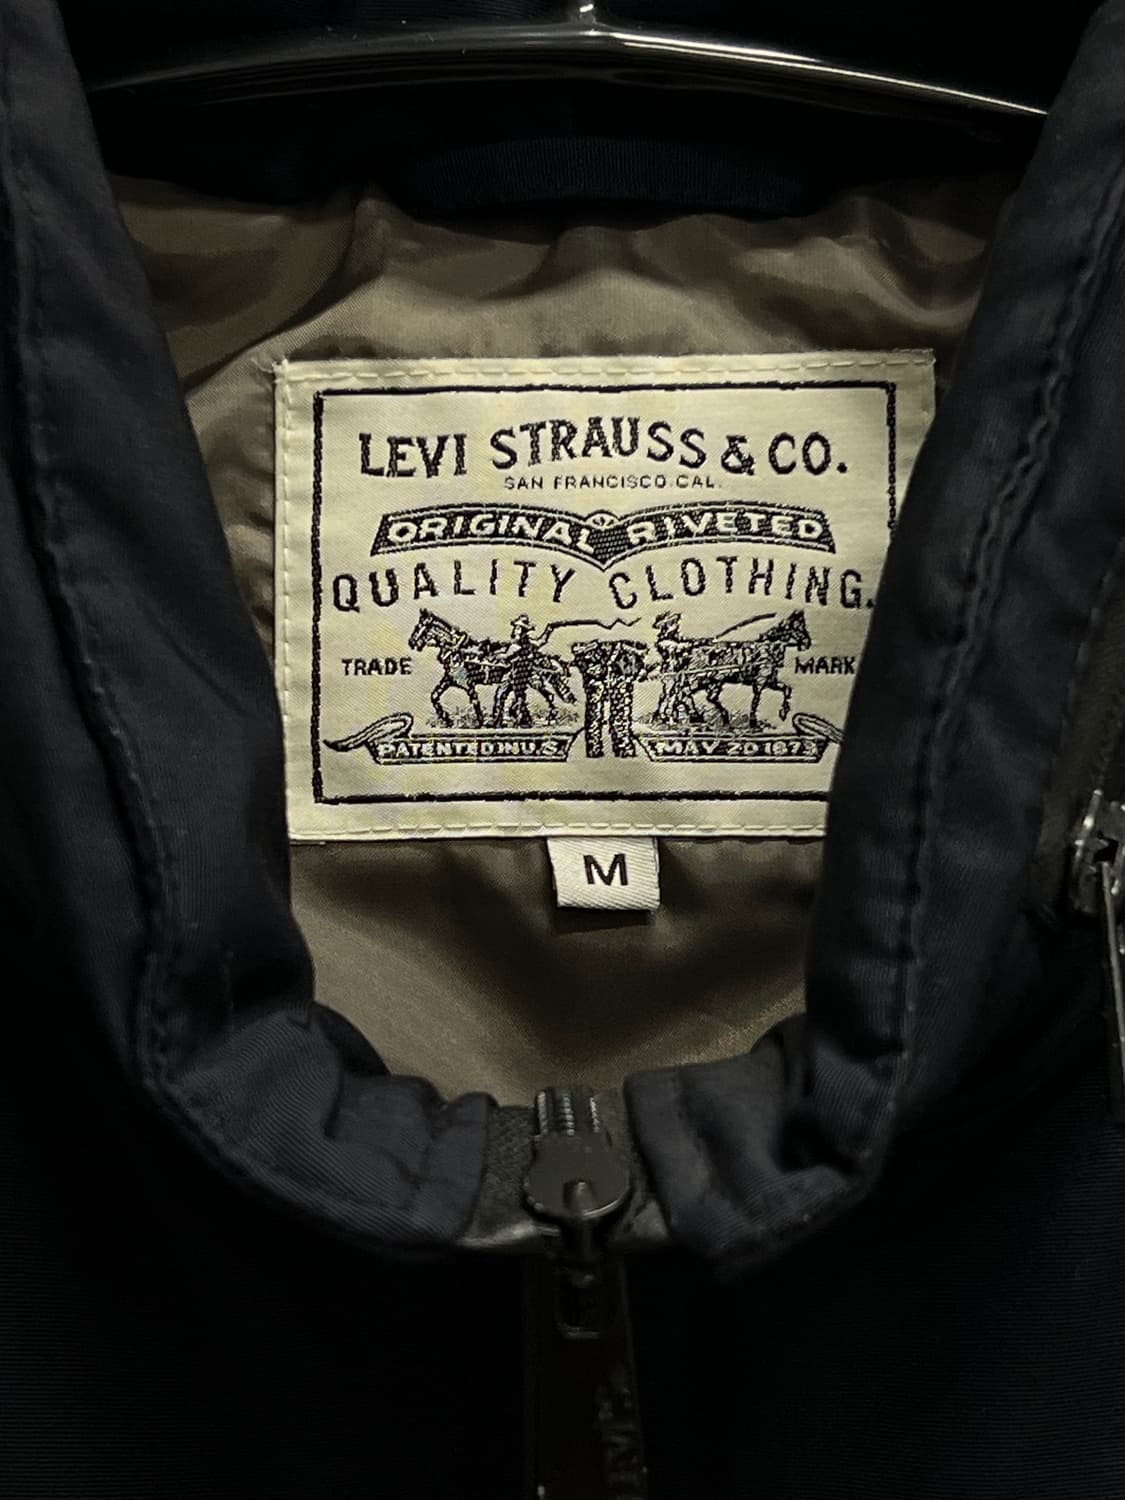 LEVI STRAUSS & CO.
SAN FRANCISCO CAL.
ORIGINAL RIVETED
QUALITY CLOTHING.
TRADE MARK
PATENTED IN U.S. MAY 20 1873
M